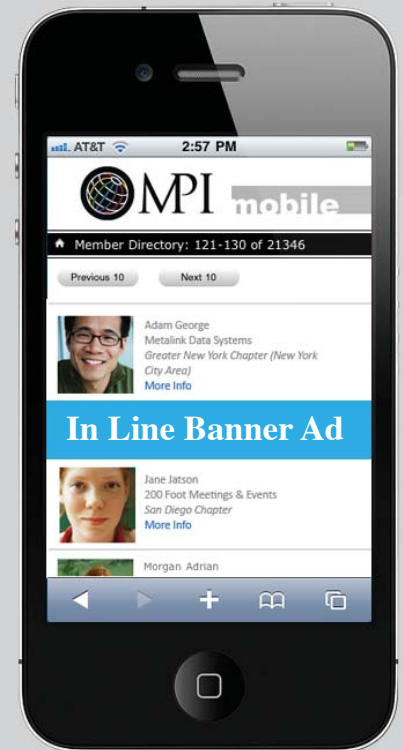 AT&T 2:57 PM
MPI mobile
Member Directory: 121-130 of 21346
Previous 10 Next 10
Adam George
Metalink Data Systems
Greater New York Chapter (New York
City Area)
More Info
In Line Banner Ad
Jane Jatson
200 Foot Meetings & Events
San Diego Chapter
More Info
Morgan Adrian